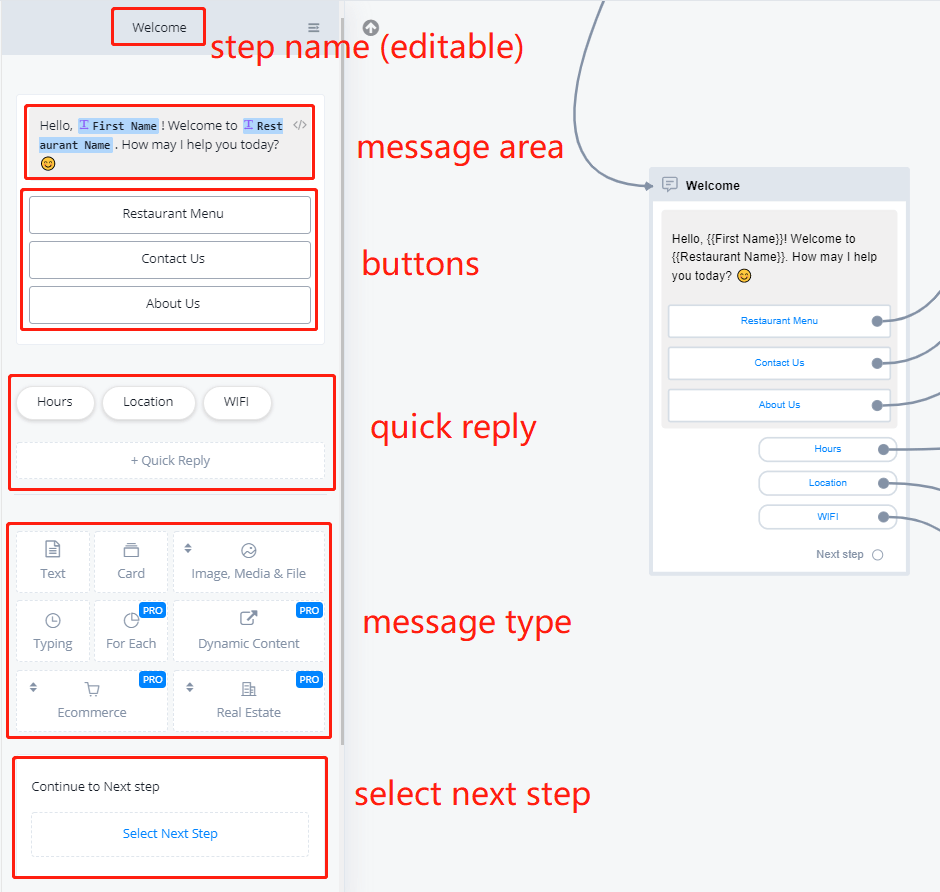 Welcome
step name (editable)
Hello, First Name ! Welcome to Rest
aurant Name . How may I help you today?
😊
</>
message area
Restaurant Menu
Contact Us
About Us
buttons
Hours
Location
WIFI
+ Quick Reply
quick reply
Text
Card
Image, Media & File
Typing
For Each
PRO
Dynamic Content
PRO
Ecommerce
PRO
Real Estate
PRO
message type
Continue to Next step
Select Next Step
select next step
Welcome
Hello, {{First Name}}! Welcome to
{{Restaurant Name}}. How may I help
you today? 😊
Restaurant Menu
Contact Us
About Us
Hours
Location
WIFI
Next step